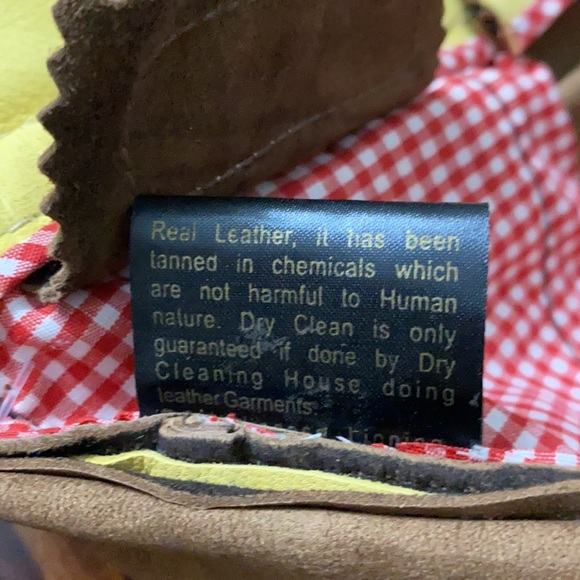 Real Leather, it has been
tanned in chemicals which
are not harmful to Human
nature. Dry Clean is only
guaranteed if done by Dry
Cleaning House doing
leather Garments